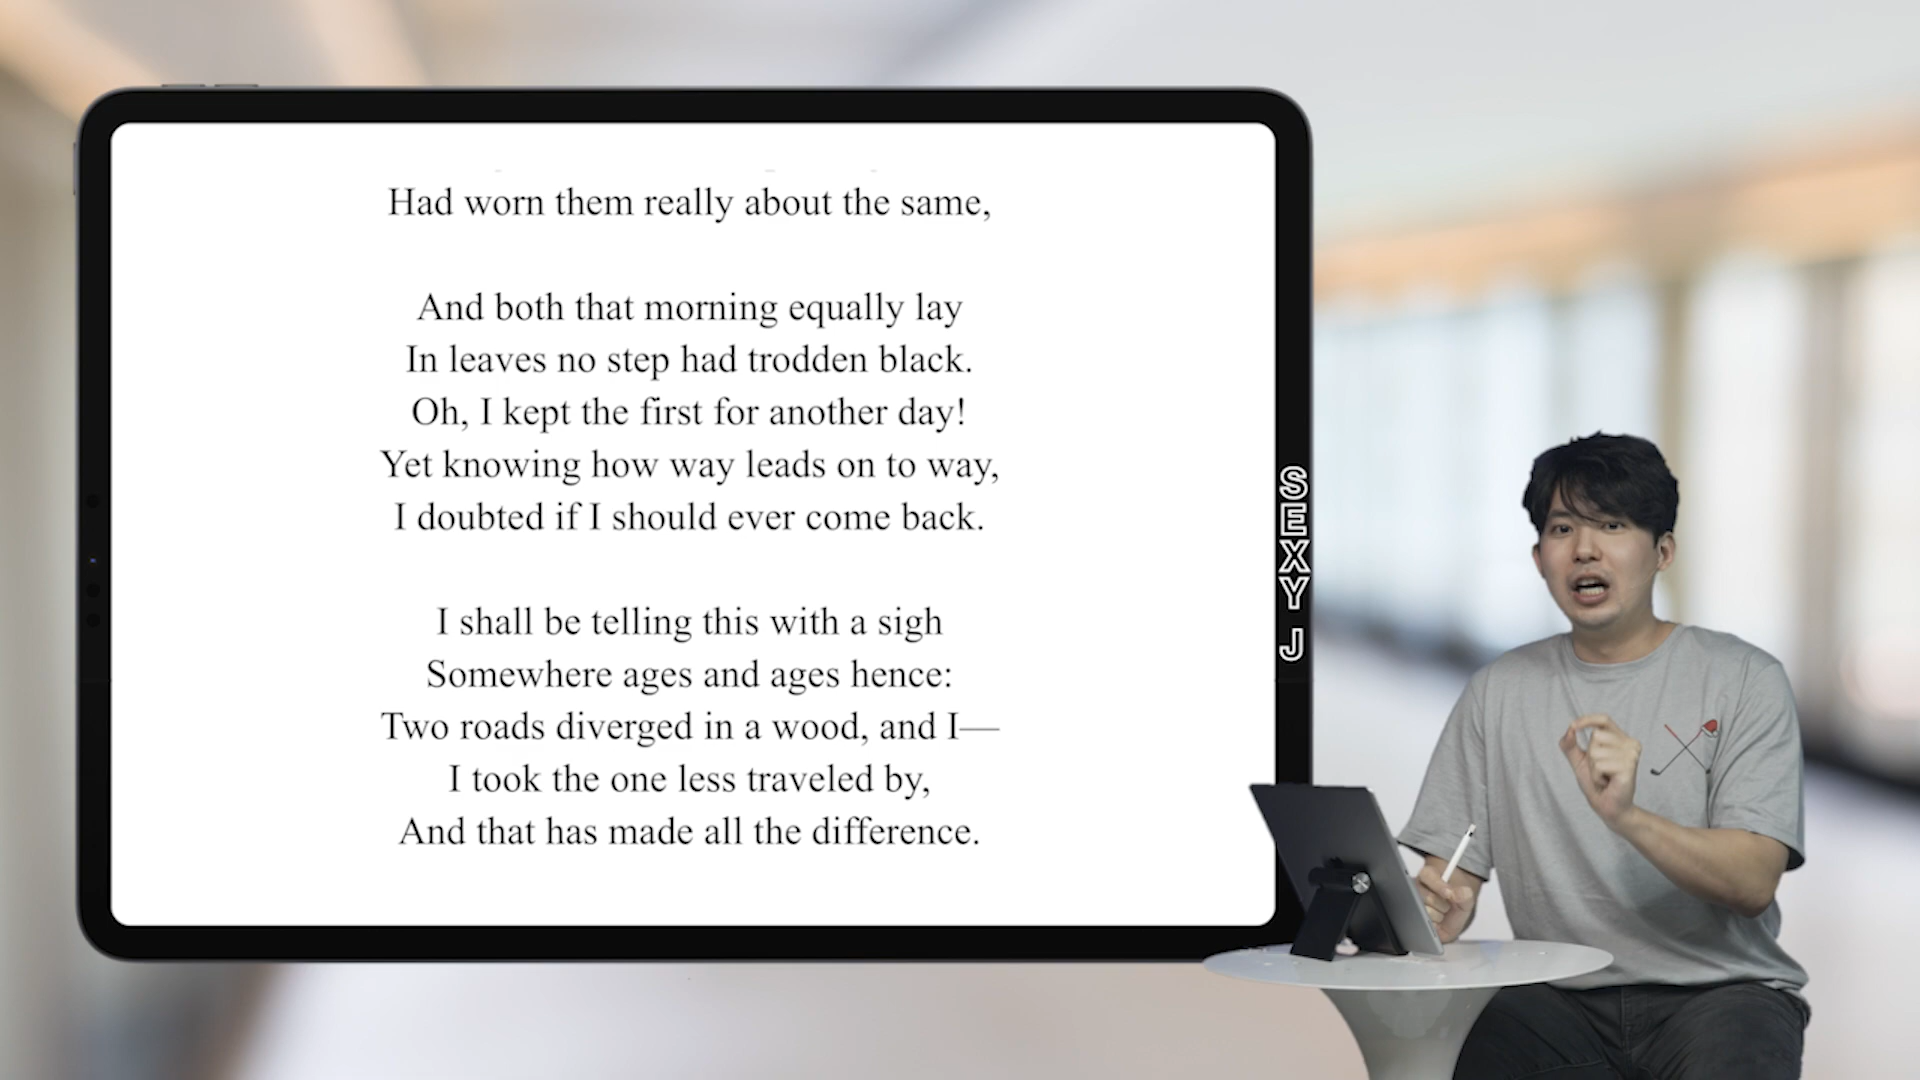 Had worn them really about the same,
And both that morning equally lay
In leaves no step had trodden black.
Oh, I kept the first for another day!
Yet knowing how way leads on to way,
I doubted if I should ever come back.
I shall be telling this with a sigh
Somewhere ages and ages hence:
Two roads diverged in a wood, and I—
I took the one less traveled by,
And that has made all the difference.
SEXY J